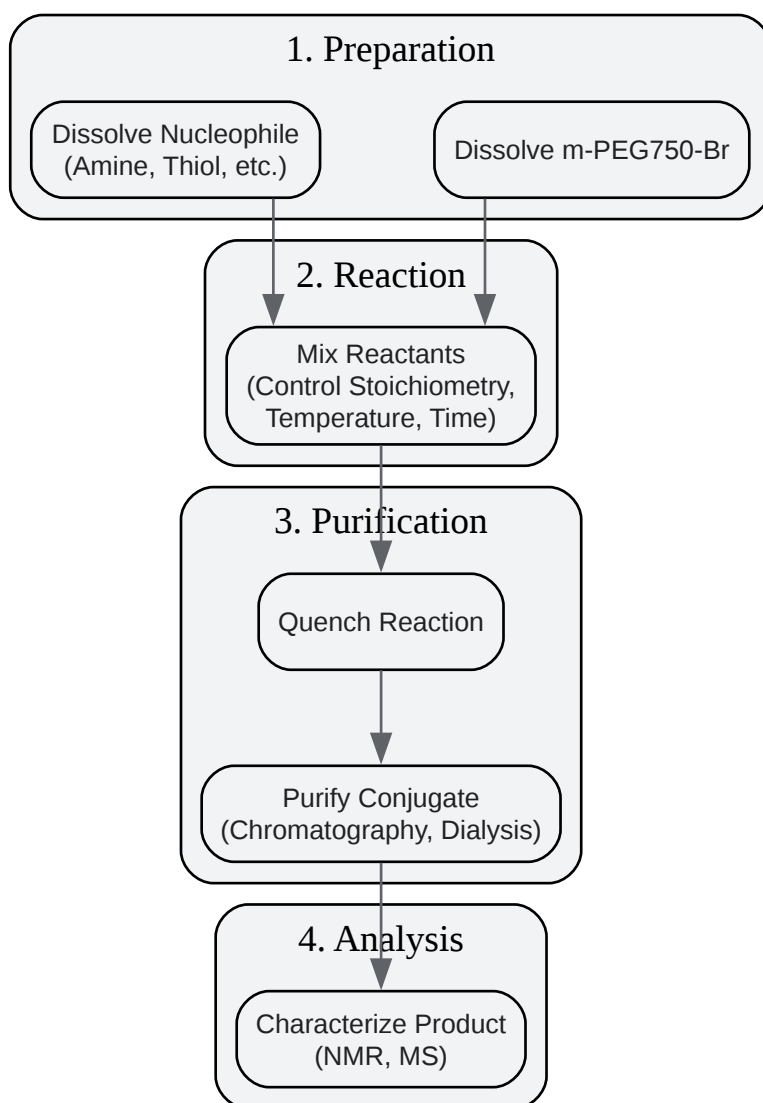 1. Preparation
Dissolve Nucleophile
(Amine, Thiol, etc.)
Dissolve m-PEG750-Br
2. Reaction
Mix Reactants
(Control Stoichiometry,
Temperature, Time)
3. Purification
Quench Reaction
Purify Conjugate
(Chromatography, Dialysis)
4. Analysis
Characterize Product
(NMR, MS)